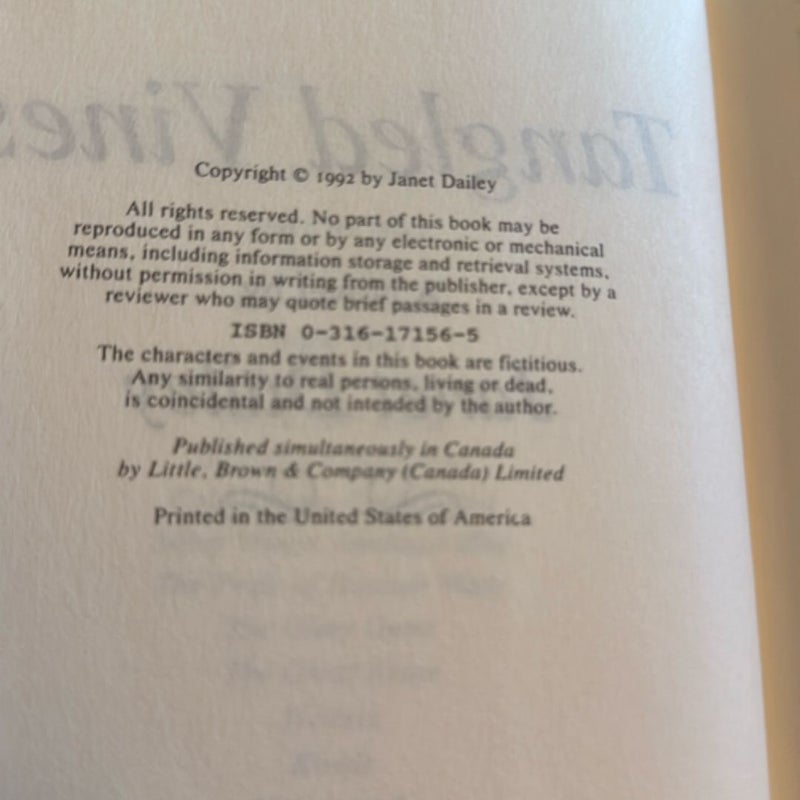 Tangled Vines
Copyright © 1992 by Janet Dailey
All rights reserved. No part of this book may be
reproduced in any form or by any electronic or mechanical
means, including information storage and retrieval systems,
without permission in writing from the publisher, except by a
reviewer who may quote brief passages in a review.
ISBN 0-316-17156-5
The characters and events in this book are fictitious.
Any similarity to real persons, living or dead,
is coincidental and not intended by the author.
Published simultaneously in Canada
by Little, Brown & Company (Canada) Limited
Printed in the United States of America